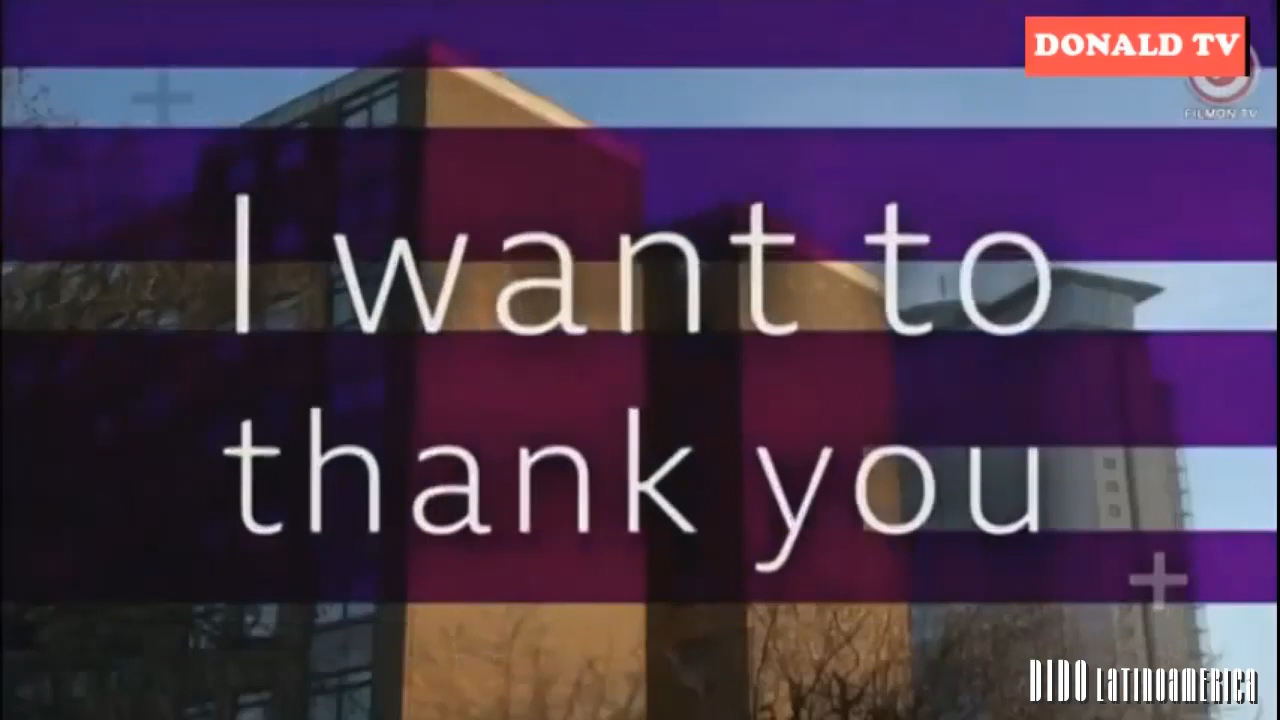 DONALD TV
FILMON TV
I want to
thank you
DIDO LATINOAMERICA